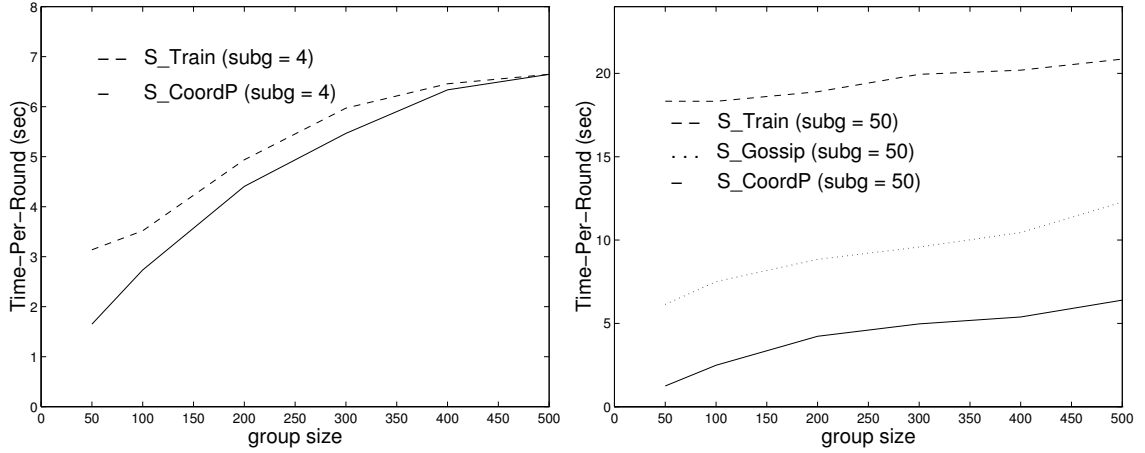 8
7
6
5
4
3
2
1
0
Time−Per−Round (sec)
S_Train (subg = 4)
S_CoordP (subg = 4)
0 50 100 150 200 250 300 350 400 450 500
group size
20
15
10
5
0
Time−Per−Round (sec)
S_Train (subg = 50)
S_Gossip (subg = 50)
S_CoordP (subg = 50)
0 50 100 150 200 250 300 350 400 450 500
group size